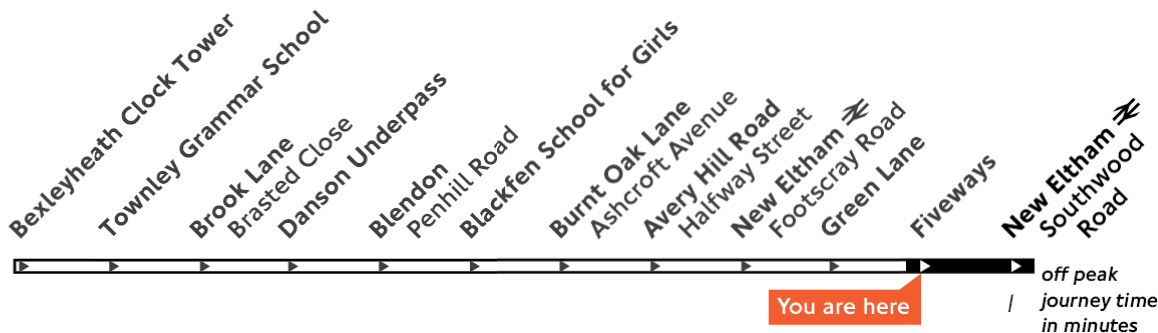 Bexleyheath Clock Tower
Townley Grammar School
Brook Lane
Brasted Close
Danson Underpass
Blendon
Penhill Road
Blackfen School for Girls
Burnt Oak Lane
Ashcroft Avenue
Avery Hill Road
Halfway Street
New Eltham
Footscray Road
Green Lane
Fiveways
New Eltham
Southwood
Road
You are here
off peak
journey time
in minutes